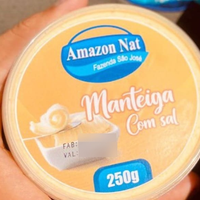 Amazon Nat
Fazenda São José
Manteiga
Com sal
FAB:
VAL:
250g